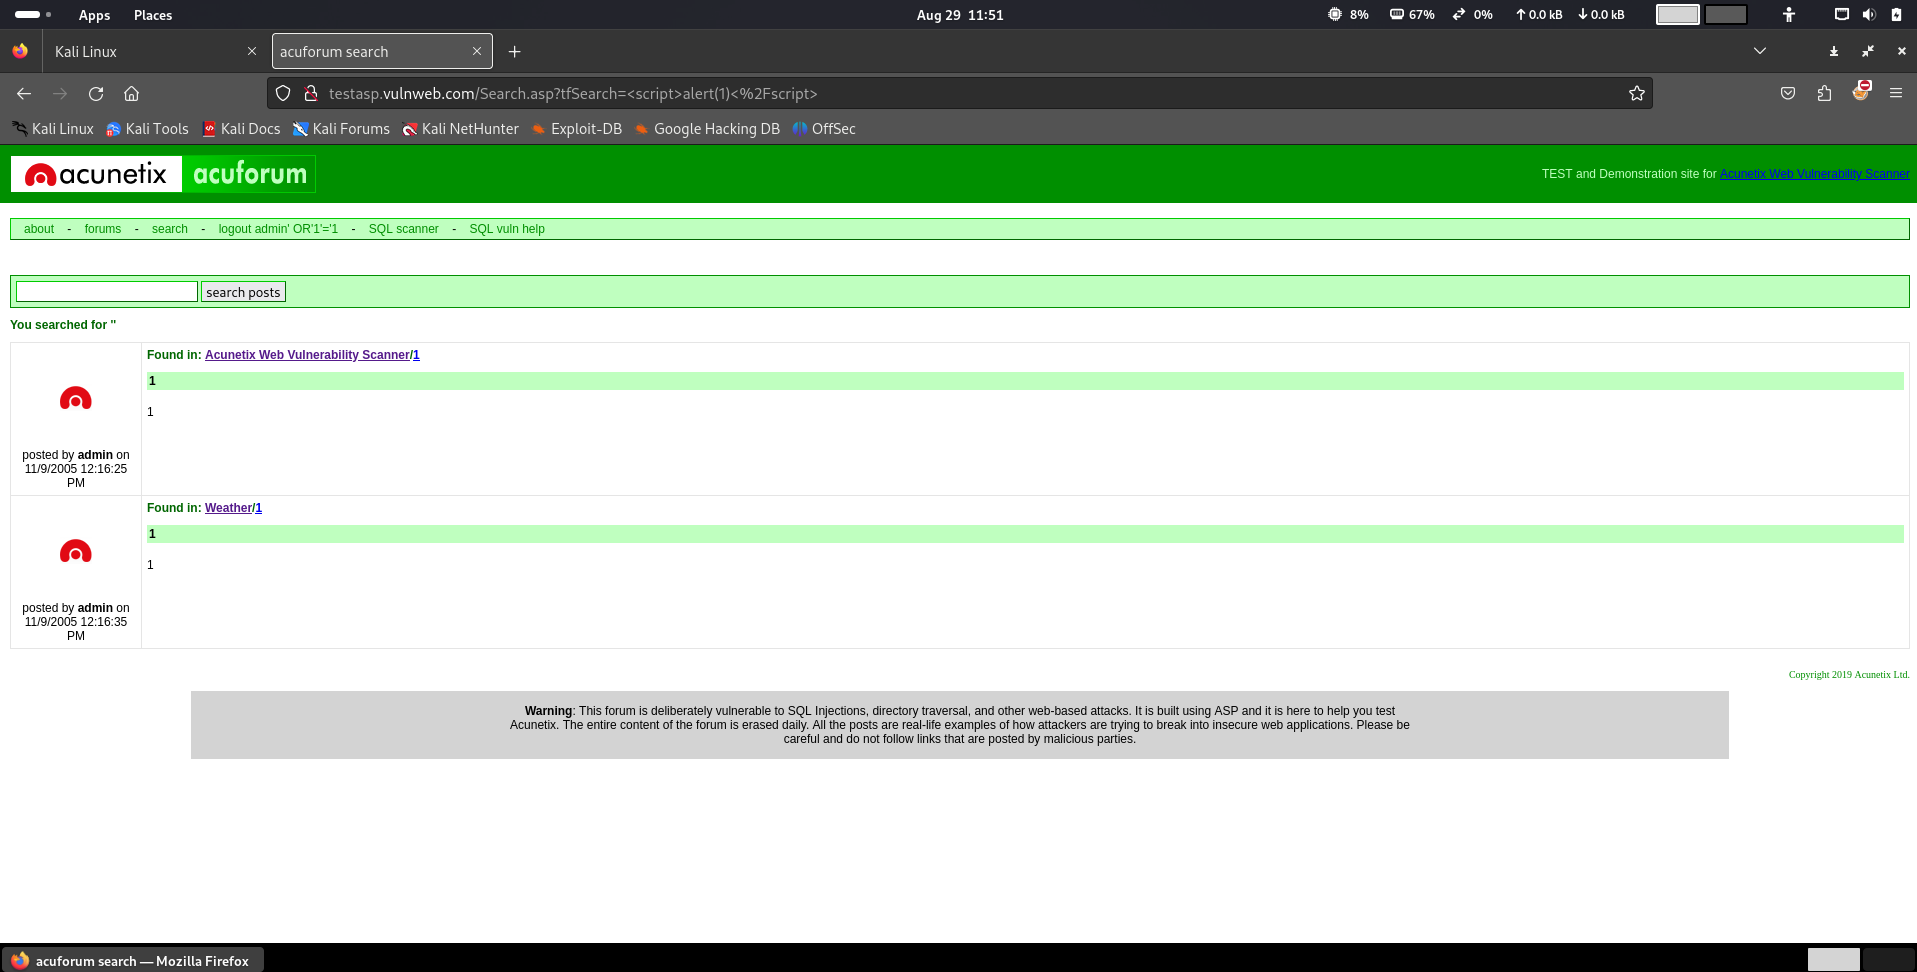 Apps Places Aug 29 11:51 8% 67% 0% 0.0 kB 0.0 kB
Kali Linux acuforum search
testasp.vulnweb.com/Search.asp?tfSearch=<script>alert(1)<%2Fscript>
Kali Linux Kali Tools Kali Docs Kali Forums Kali NetHunter Exploit-DB Google Hacking DB OffSec
acunetix acuforum TEST and Demonstration site for Acunetix Web Vulnerability Scanner
about - forums - search - logout admin' OR'1'='1 - SQL scanner - SQL vuln help
search posts
You searched for ''
Found in: Acunetix Web Vulnerability Scanner/1
1
1
posted by admin on
11/9/2005 12:16:25
PM
Found in: Weather/1
1
1
posted by admin on
11/9/2005 12:16:35
PM
Copyright 2019 Acunetix Ltd.
Warning: This forum is deliberately vulnerable to SQL Injections, directory traversal, and other web-based attacks. It is built using ASP and it is here to help you test
Acunetix. The entire content of the forum is erased daily. All the posts are real-life examples of how attackers are trying to break into insecure web applications. Please be
careful and do not follow links that are posted by malicious parties.
acuforum search — Mozilla Firefox